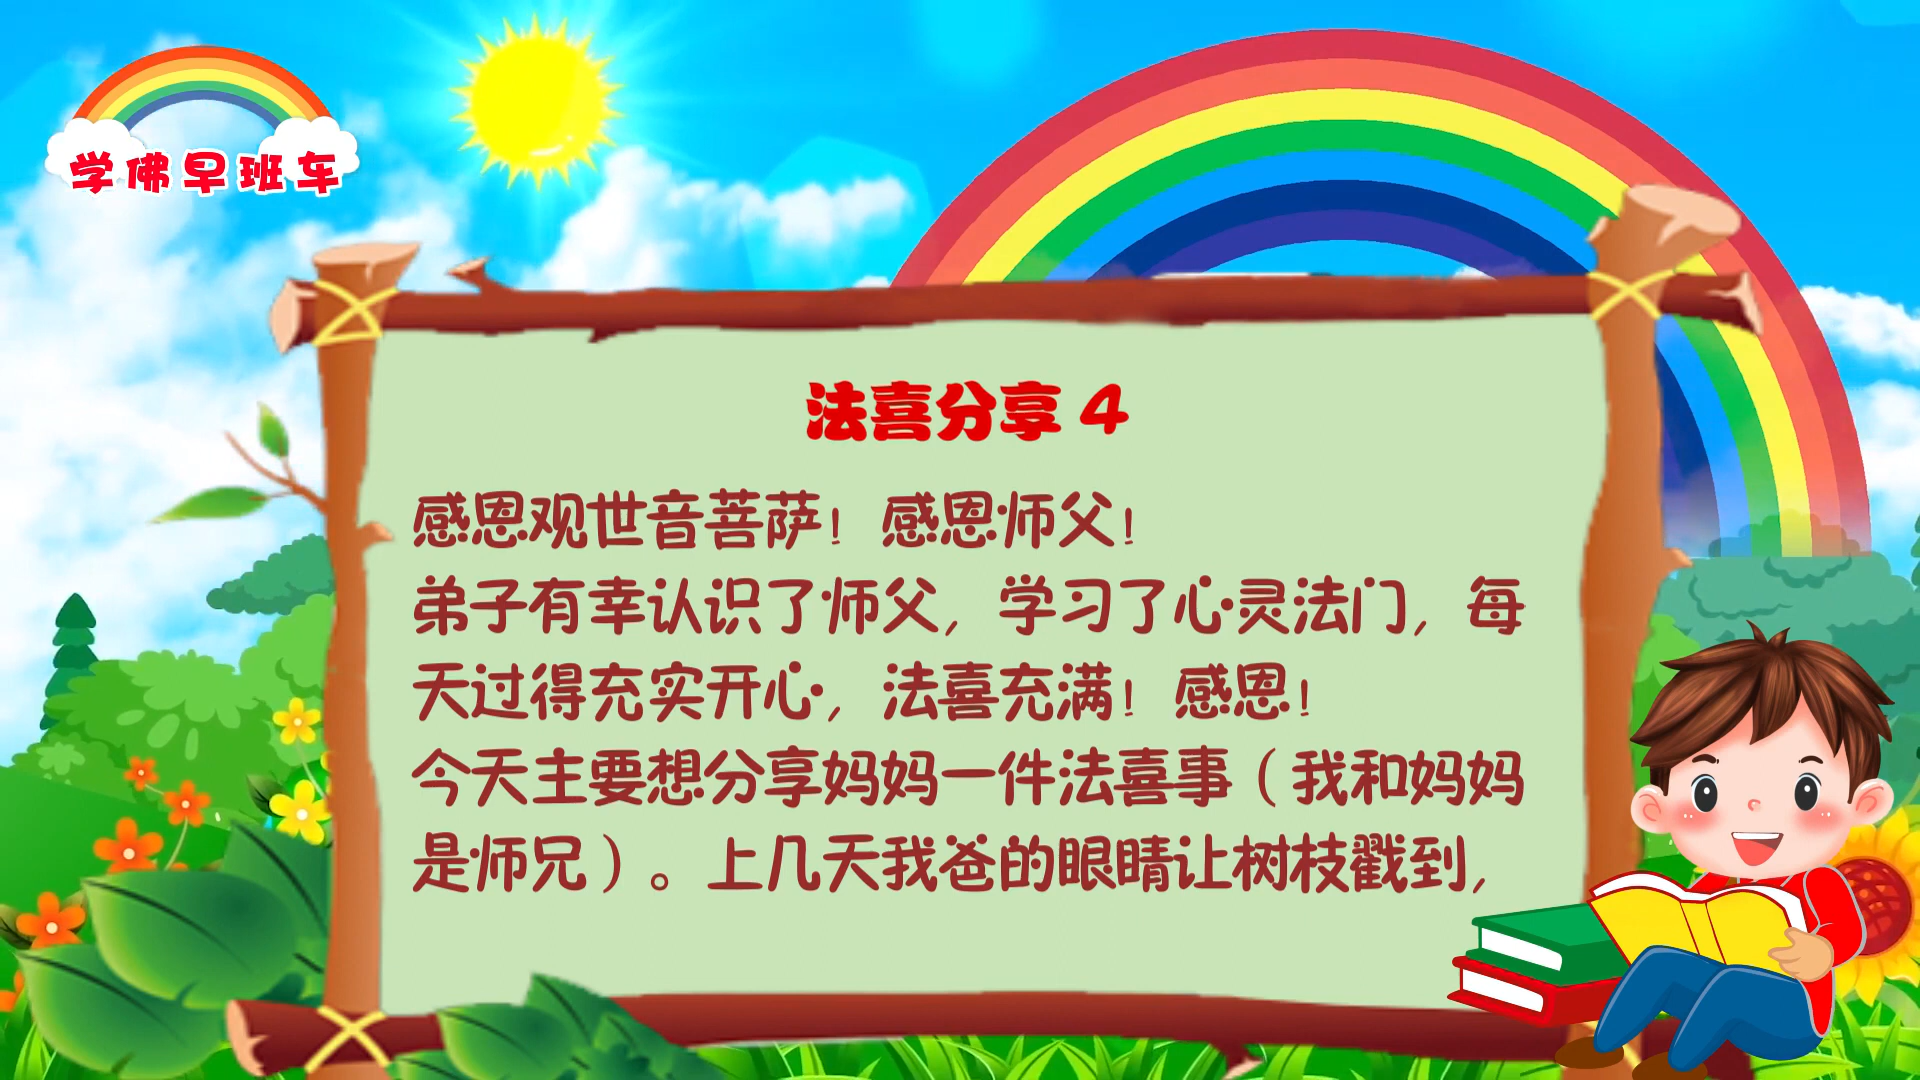 学佛早班车
法喜分享 4
感恩观世音菩萨！感恩师父！
弟子有幸认识了师父，学习了心灵法门，每
天过得充实开心，法喜充满！感恩！
今天主要想分享妈妈一件法喜事（我和妈妈
是师兄）。上几天我爸的眼睛让树枝戳到，